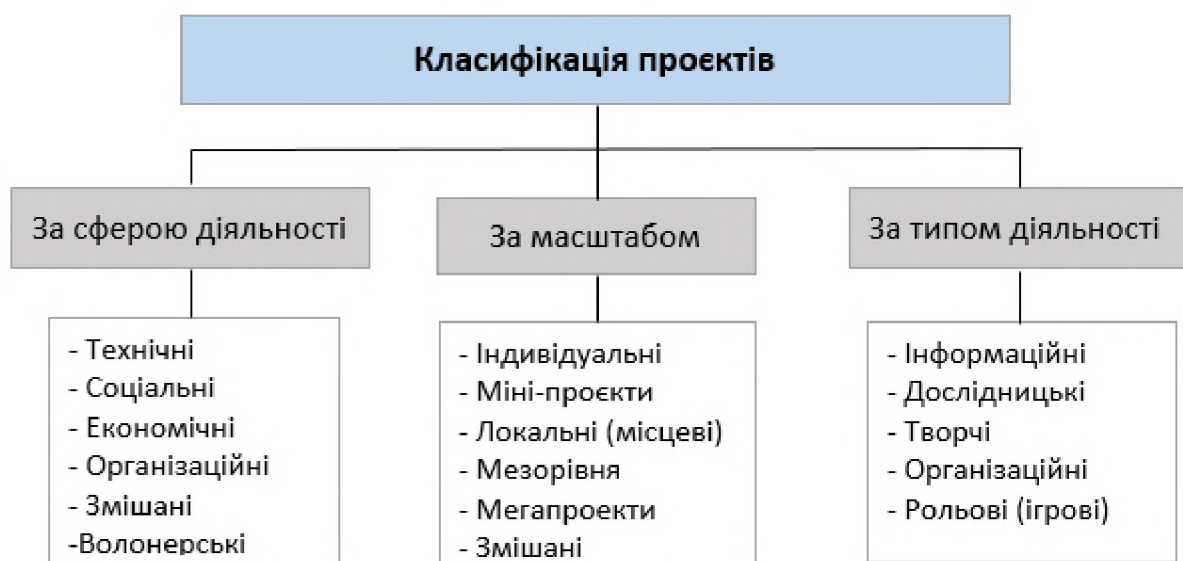 Класифікація проєктів
За сферою діяльності
- Технічні
- Соціальні
- Економічні
- Організаційні
- Змішані
-Волонерські
За масштабом
- Індивідуальні
- Міні-проєкти
- Локальні (місцеві)
- Мезорівня
- Мегапроекти
- Змішані
За типом діяльності
- Інформаційні
- Дослідницькі
- Творчі
- Організаційні
- Рольові (ігрові)